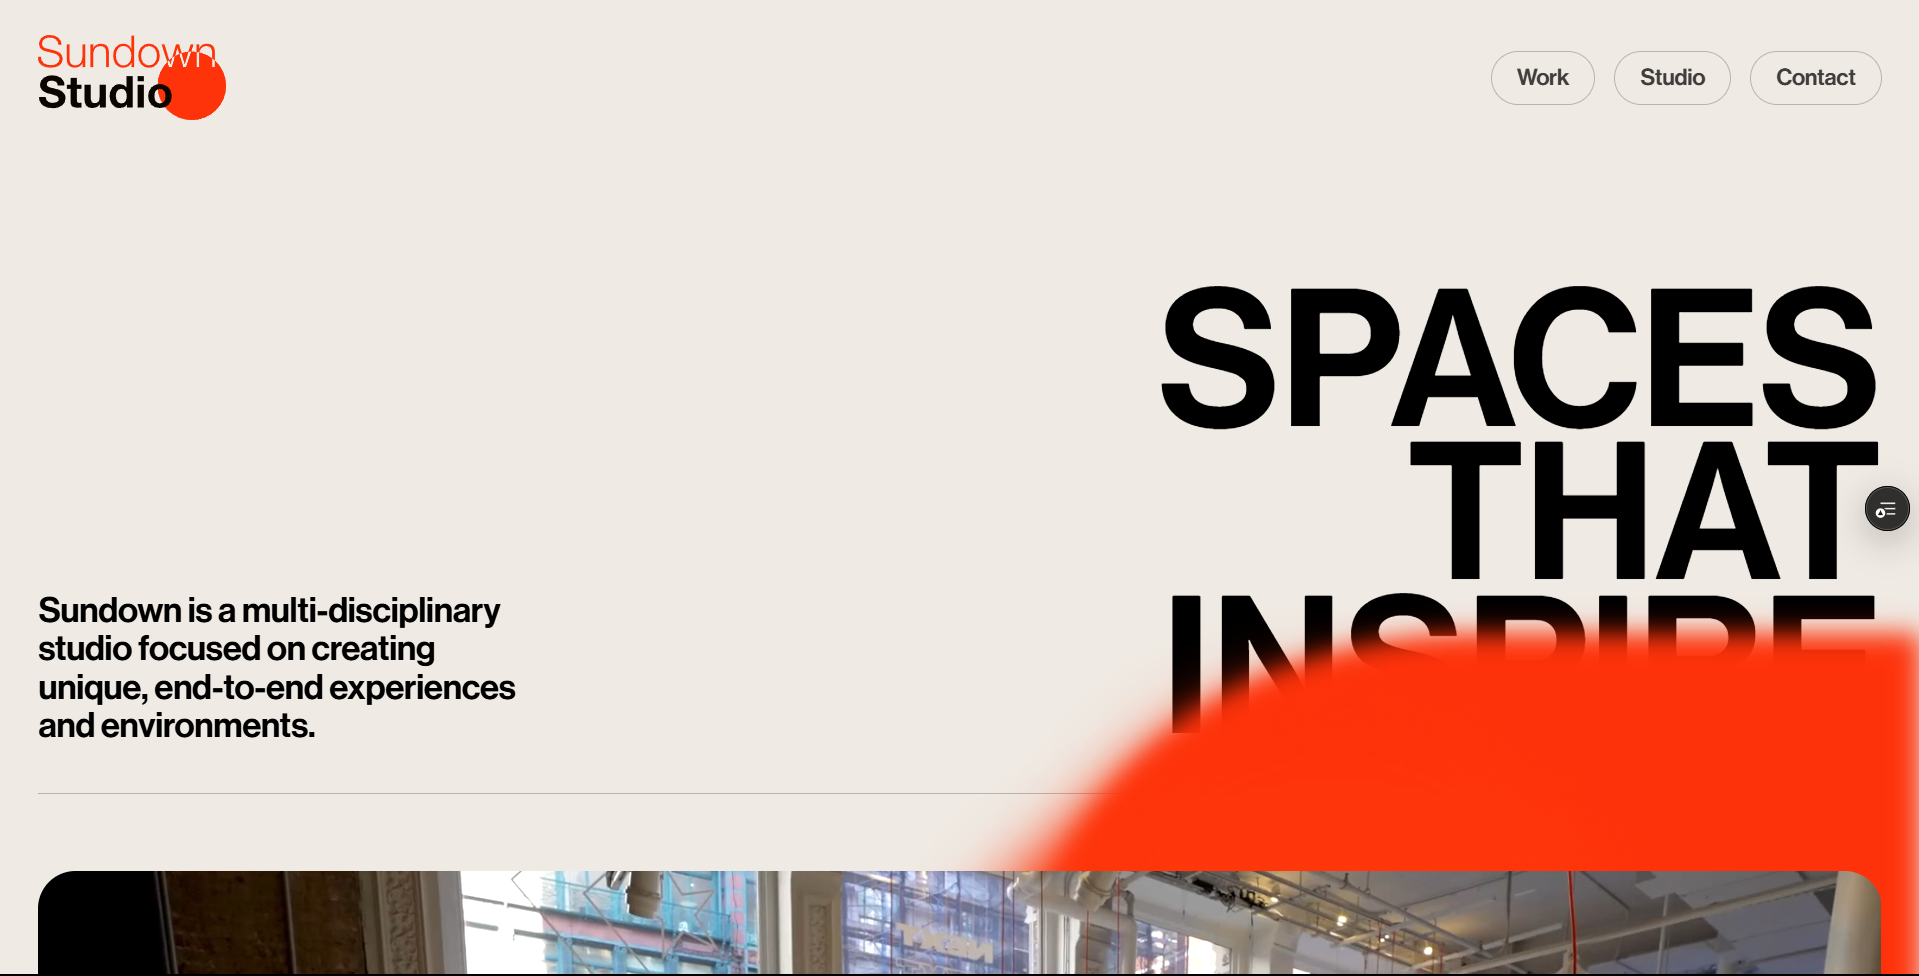 Sundown
Studio
Work
Studio
Contact
SPACES
THAT
INSPIRE
Sundown is a multi-disciplinary
studio focused on creating
unique, end-to-end experiences
and environments.
NEXT